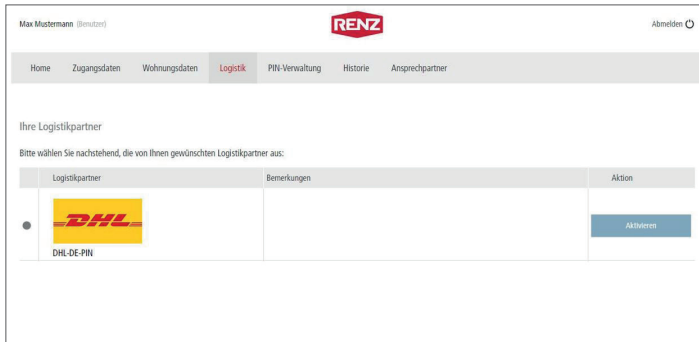 Max Mustermann (Benutzer)
RENZ
Abmelden
Home Zugangsdaten Wohnungsdaten Logistik PIN-Verwaltung Historie Ansprechpartner
Ihre Logistikpartner
Bitte wählen Sie nachstehend, die von Ihnen gewünschten Logistikpartner aus:
Logistikpartner Bemerkungen Aktion
DHL
Aktivieren
DHL-DE-PIN